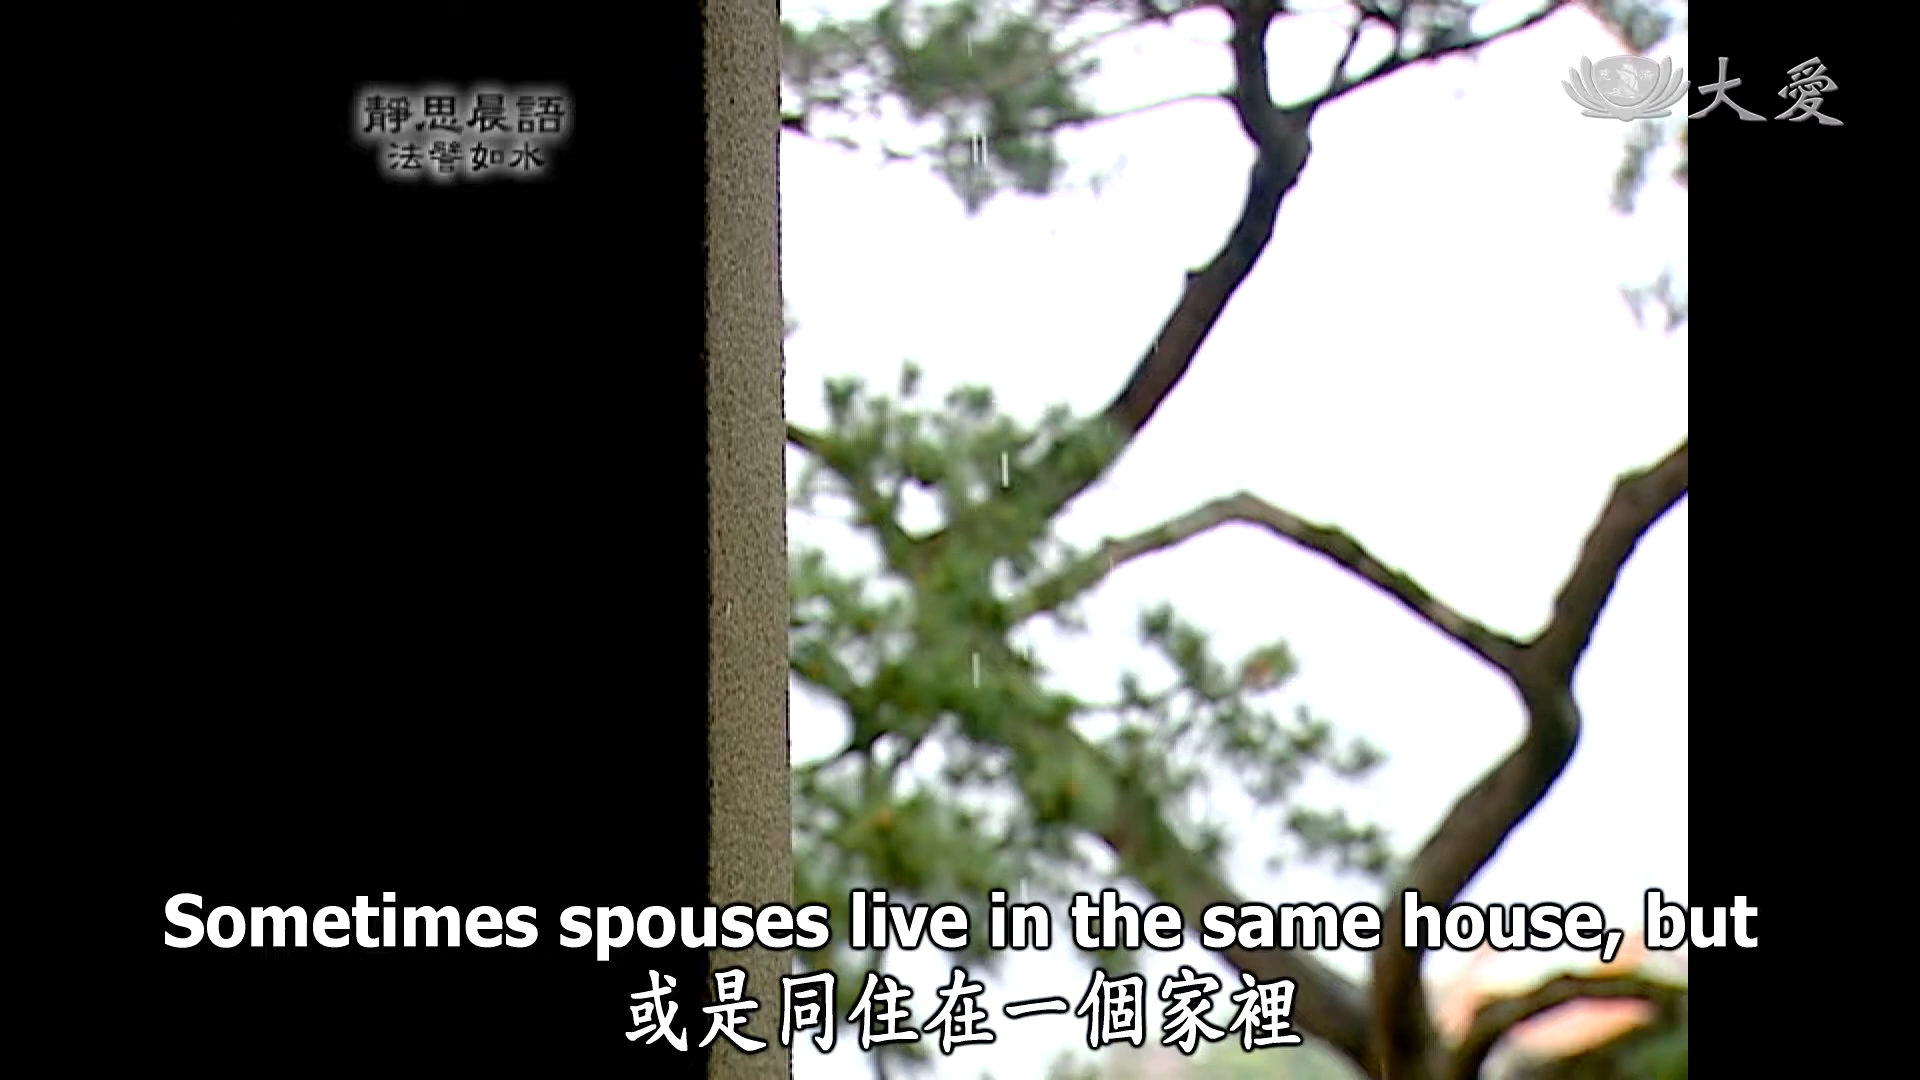 靜思晨語
法譬如水
大愛
Sometimes spouses live in the same house, but
或是同住在一個家裡